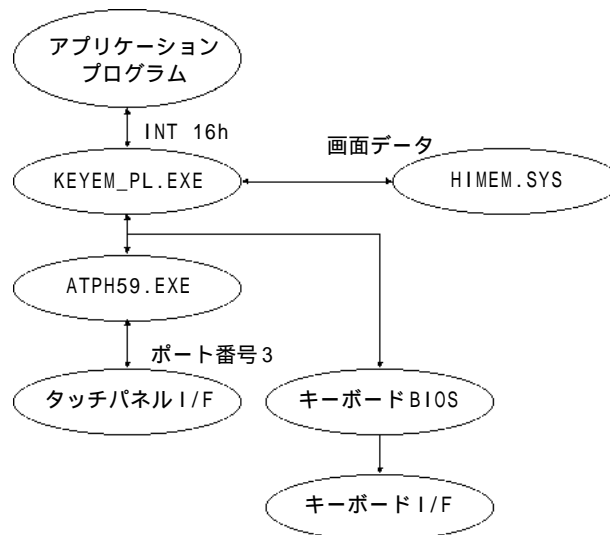 アプリケーション
プログラム
INT 16h
画面データ
KEYEM_PL.EXE
HIMEM.SYS
ATPH59.EXE
ポート番号3
タッチパネルI/F
キーボードBIOS
キーボードI/F